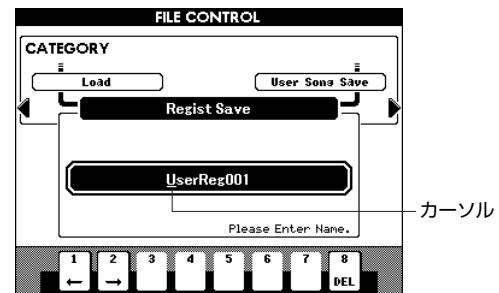 FILE CONTROL
CATEGORY
Load
User Song Save
Regist Save
UserReg001
カーソル
Please Enter Name.
1 2 3 4 5 6 7 8
← → DEL